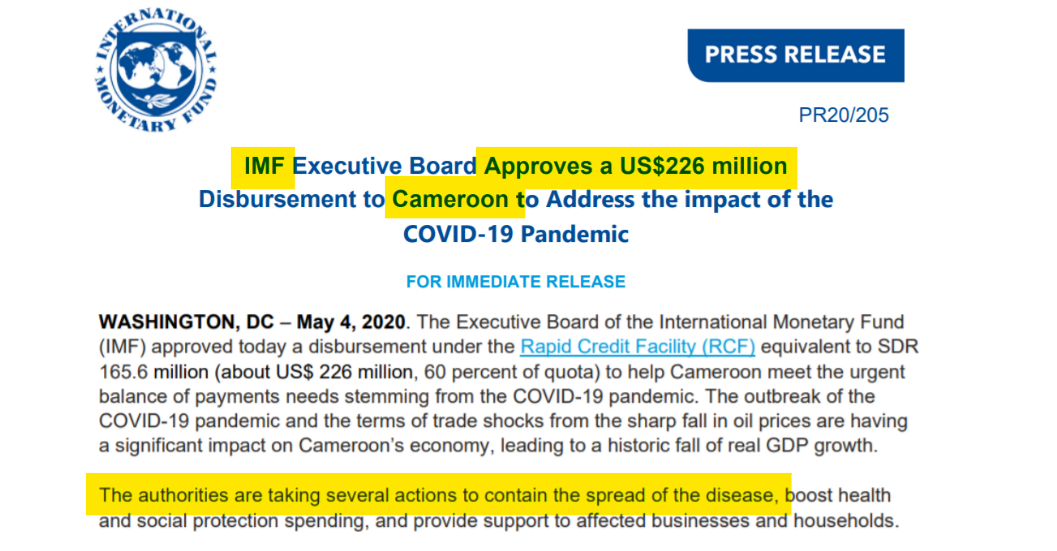 INTERNATIONAL MONETARY FUND
PRESS RELEASE
PR20/205
IMF Executive Board Approves a US$226 million
Disbursement to Cameroon to Address the impact of the
COVID-19 Pandemic
FOR IMMEDIATE RELEASE
WASHINGTON, DC – May 4, 2020. The Executive Board of the International Monetary Fund
(IMF) approved today a disbursement under the Rapid Credit Facility (RCF) equivalent to SDR
165.6 million (about US$ 226 million, 60 percent of quota) to help Cameroon meet the urgent
balance of payments needs stemming from the COVID-19 pandemic. The outbreak of the
COVID-19 pandemic and the terms of trade shocks from the sharp fall in oil prices are having
a significant impact on Cameroon’s economy, leading to a historic fall of real GDP growth.
The authorities are taking several actions to contain the spread of the disease, boost health
and social protection spending, and provide support to affected businesses and households.